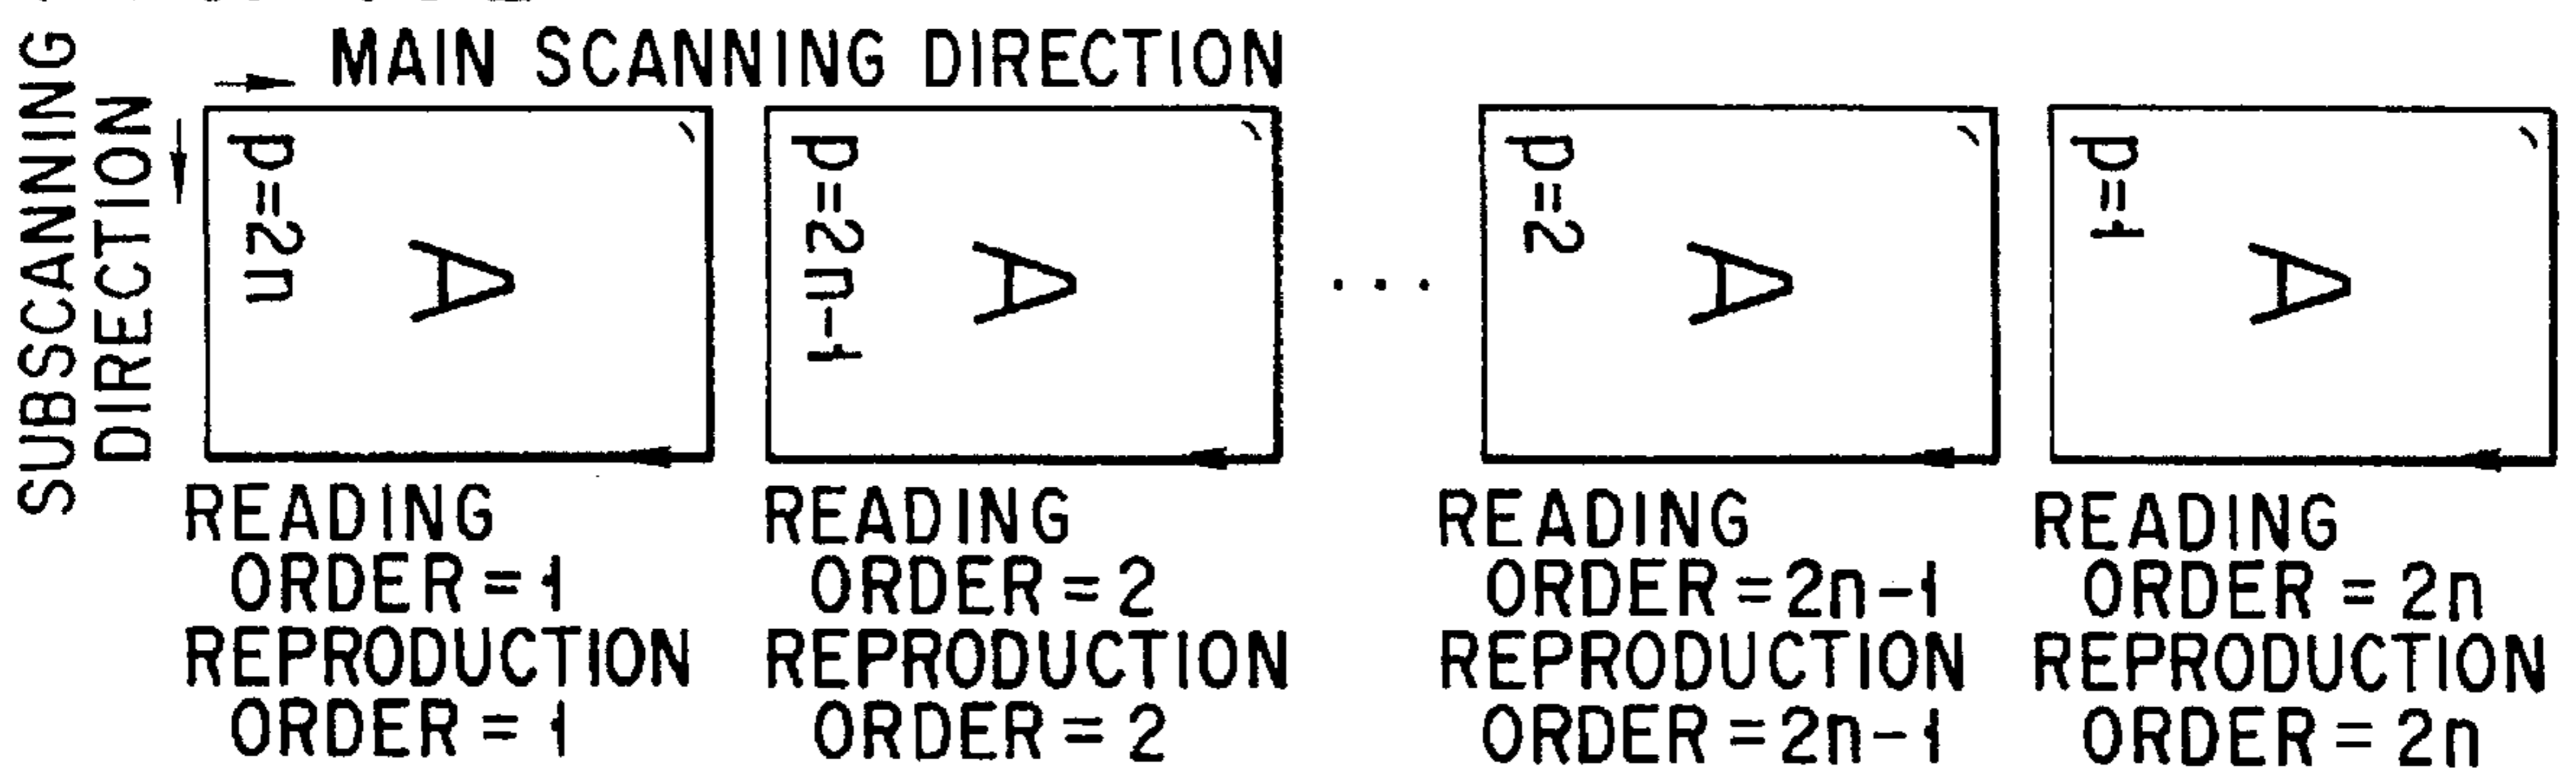 MAIN SCANNING DIRECTION
SUBSCANNING
DIRECTION
p=2n
A
p=2n-1
A
...
p=2
A
p=1
A
READING
ORDER=1
REPRODUCTION
ORDER=1
READING
ORDER=2
REPRODUCTION
ORDER=2
READING
ORDER=2n-1
REPRODUCTION
ORDER=2n-1
READING
ORDER=2n
REPRODUCTION
ORDER=2n